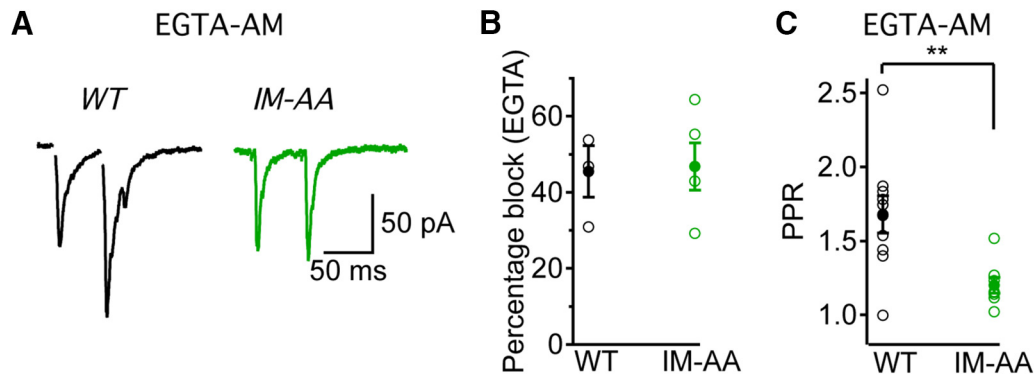 A
EGTA-AM
WT
IM-AA
50 pA
50 ms
B
Percentage block (EGTA)
60
40
20
0
WT
IM-AA
C
EGTA-AM
**
PPR
2.5
2.0
1.5
1.0
WT
IM-AA